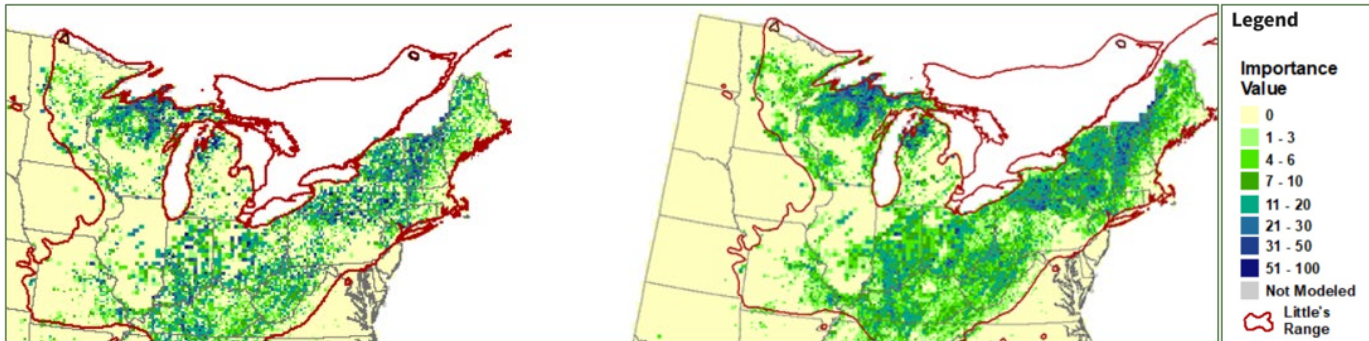 Legend
Importance
Value
0
1 - 3
4 - 6
7 - 10
11 - 20
21 - 30
31 - 50
51 - 100
Not Modeled
Little's
Range